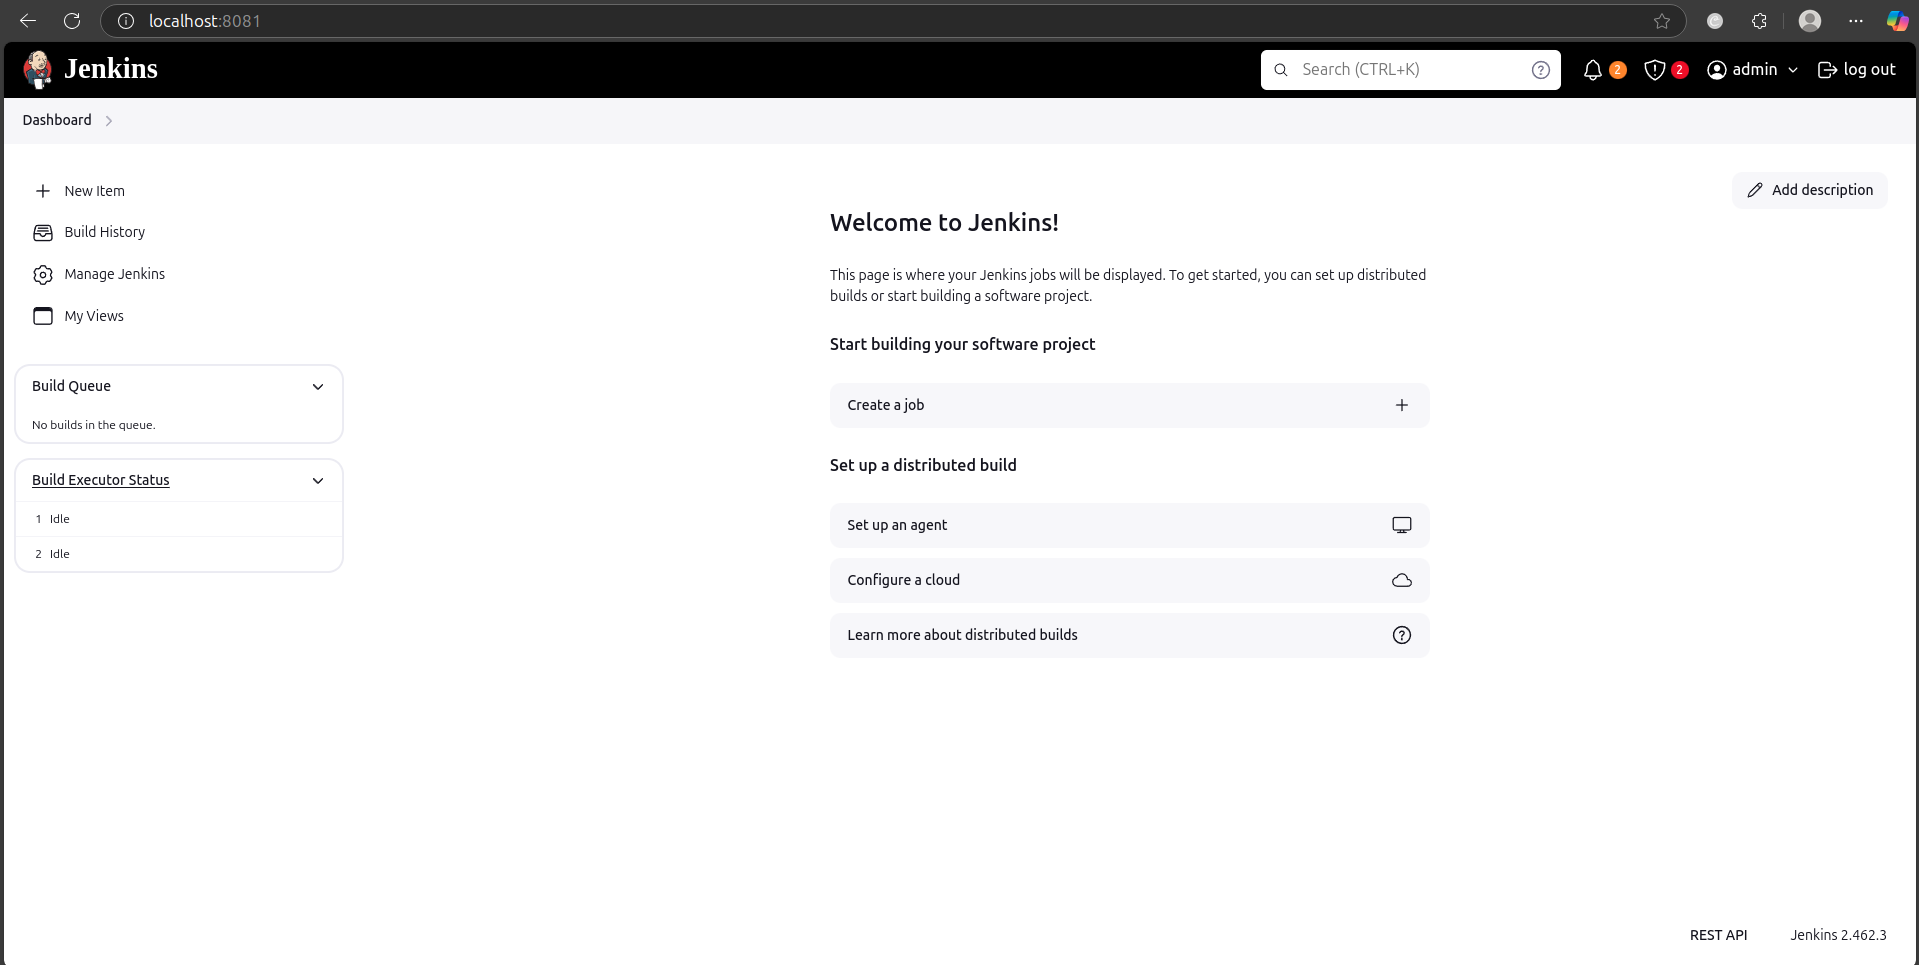 localhost:8081
Jenkins
Search (CTRL+K)
2
2
admin
log out
Dashboard
New Item
Build History
Manage Jenkins
My Views
Build Queue
No builds in the queue.
Build Executor Status
1 Idle
2 Idle
Add description
Welcome to Jenkins!
This page is where your Jenkins jobs will be displayed. To get started, you can set up distributed
builds or start building a software project.
Start building your software project
Create a job
Set up a distributed build
Set up an agent
Configure a cloud
Learn more about distributed builds
REST API
Jenkins 2.462.3